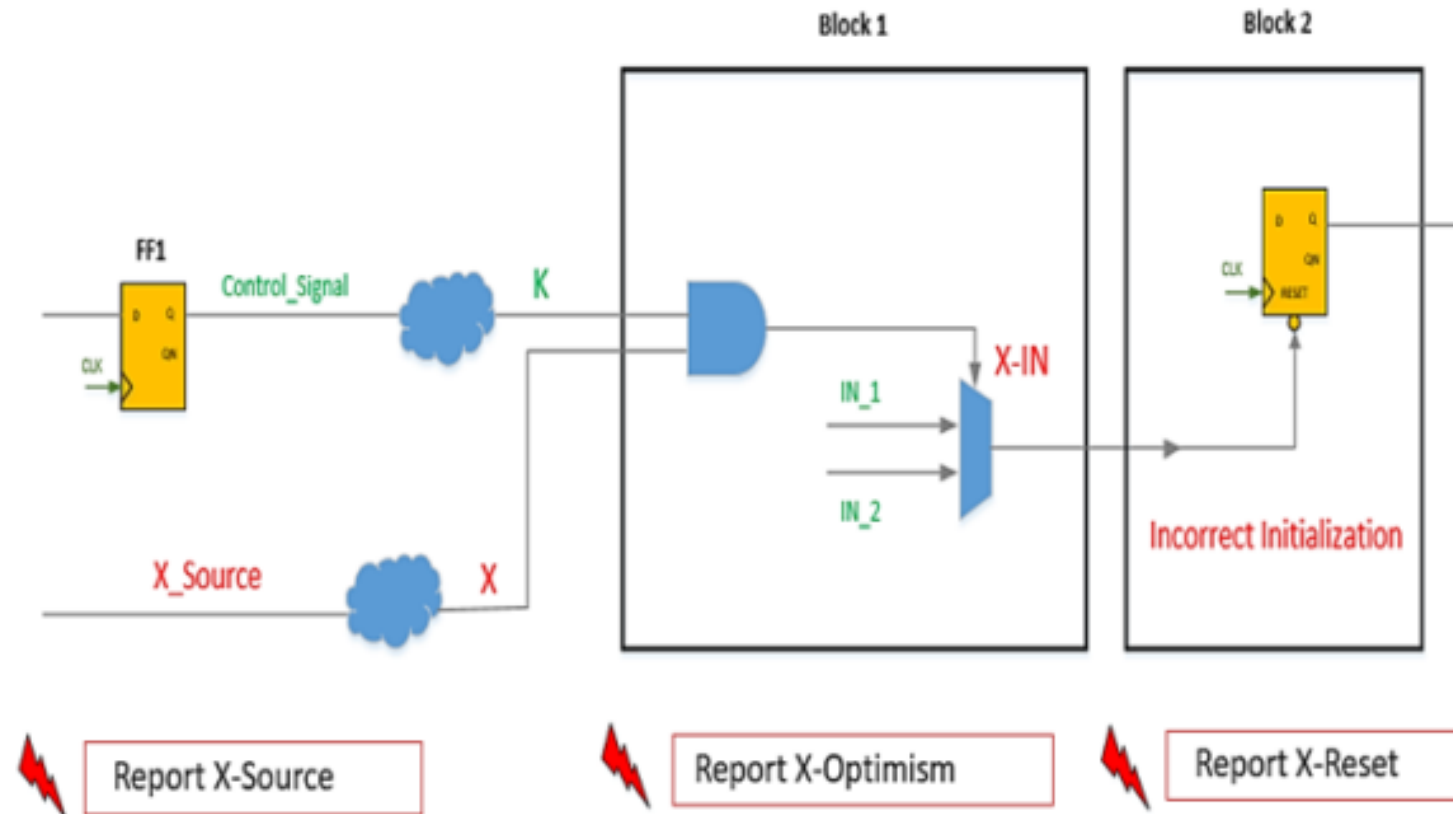 Block 1
Block 2
FF1
D Q
QN
CLK
Control_Signal
K
D Q
QN
CLK
RESET
X-IN
IN_1
IN_2
X_Source
X
Incorrect Initialization
Report X-Source
Report X-Optimism
Report X-Reset